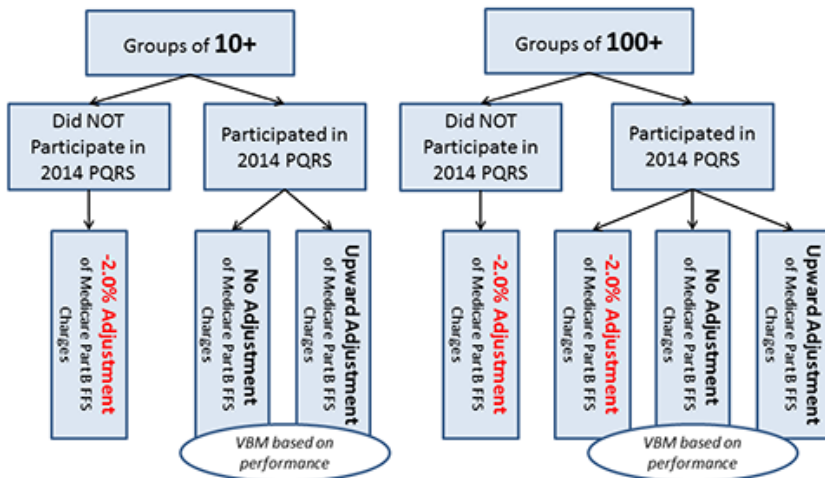 Groups of 10+
Groups of 100+
Did NOT
Participate in
2014 PQRS
Participated in
2014 PQRS
Did NOT
Participate in
2014 PQRS
Participated in
2014 PQRS
-2.0% Adjustment
of Medicare Part B FFS
Charges
No Adjustment
of Medicare Part B FFS
Charges
Upward Adjustment
of Medicare Part B FFS
Charges
-2.0% Adjustment
of Medicare Part B FFS
Charges
-2.0% Adjustment
of Medicare Part B FFS
Charges
No Adjustment
of Medicare Part B FFS
Charges
Upward Adjustment
of Medicare Part B FFS
Charges
VBM based on
performance
VBM based on
performance